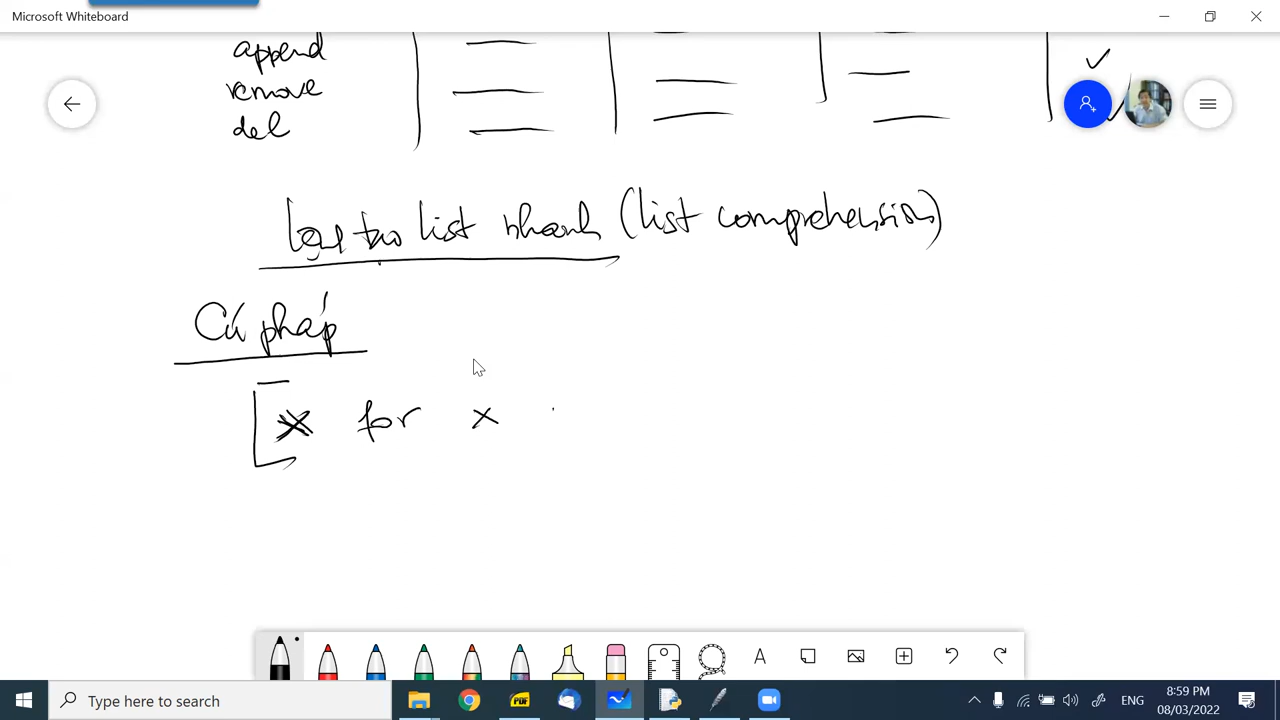 Microsoft Whiteboard
append
remove
del
tạo list nhanh (list comprehension)
Cú pháp
[x for x
A
Type here to search
PDF
ENG
8:59 PM
08/03/2022